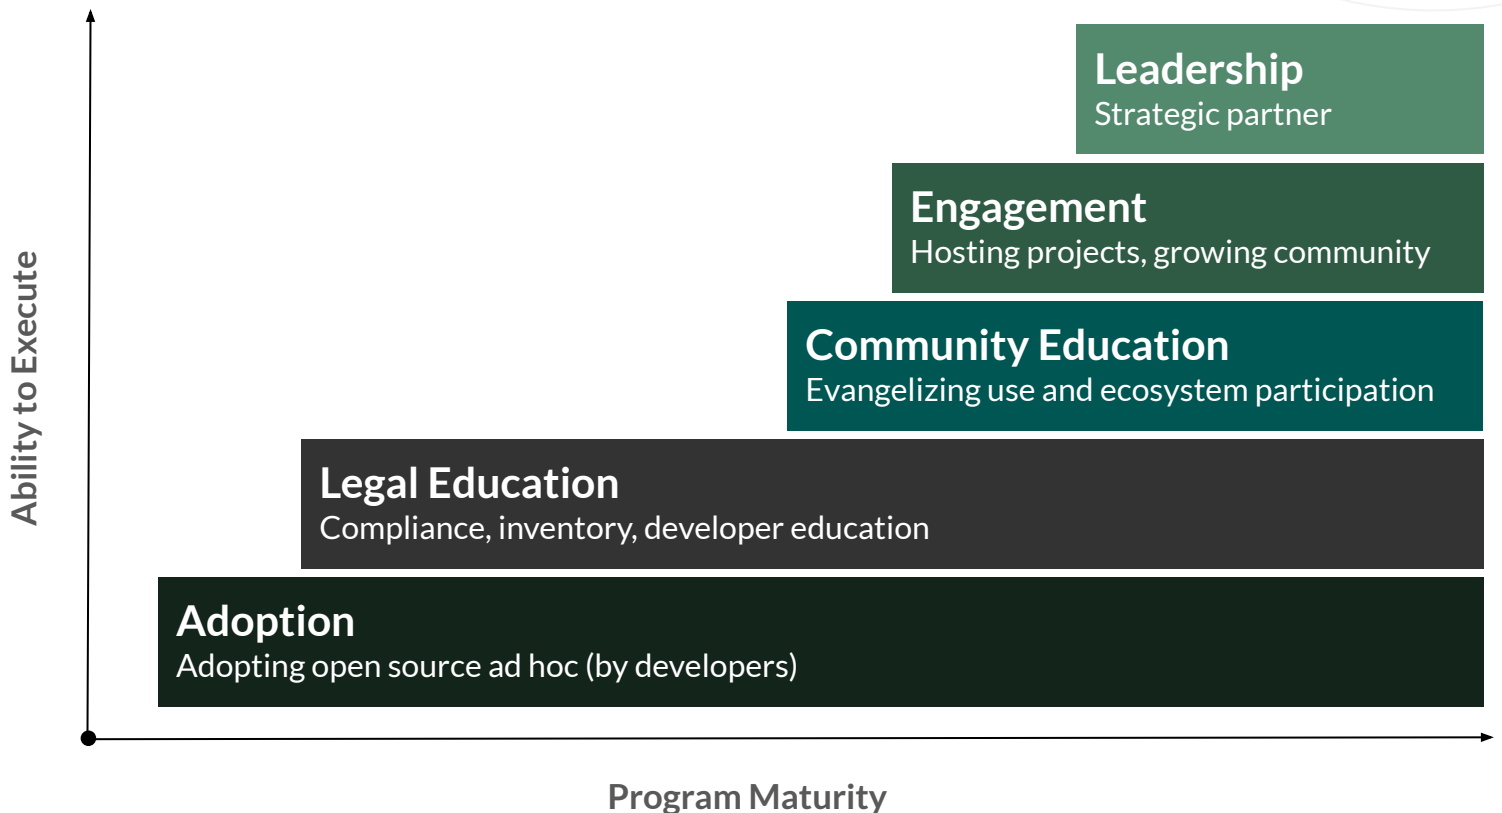 Leadership
Strategic partner
Engagement
Hosting projects, growing community
Community Education
Evangelizing use and ecosystem participation
Legal Education
Compliance, inventory, developer education
Adoption
Adopting open source ad hoc (by developers)
Ability to Execute
Program Maturity